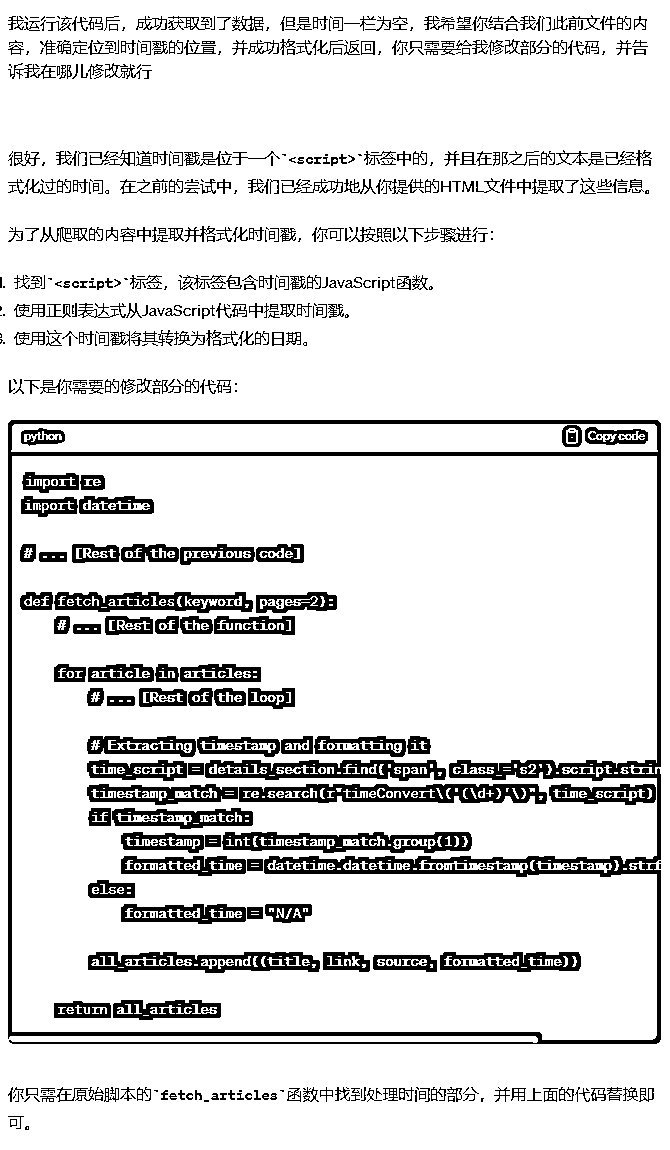 我运行该代码后，成功获取到了数据，但是时间一栏为空，我希望你结合我们此前文件的内
容，准确定位到时间戳的位置，并成功格式化后返回，你只需要给我修改部分的代码，并告
诉我在哪儿修改就行
很好，我们已经知道时间戳是位于一个`<script>`标签中的，并且在那之后的文本是已经格
式化过的时间。在之前的尝试中，我们已经成功地从你提供的HTML文件中提取了这些信息。
为了从爬取的内容中提取并格式化时间戳，你可以按照以下步骤进行：
1. 找到`<script>`标签，该标签包含时间戳的JavaScript函数。
2. 使用正则表达式从JavaScript代码中提取时间戳。
3. 使用这个时间戳将其转换为格式化的日期。
以下是你需要的修改部分的代码：
python Copy code
import re
import datetime
# ... [Rest of the previous code]
def fetch_articles(keyword, pages=2):
# ... [Rest of the function]
for article in articles:
# ... [Rest of the loop]
# Extracting timestamp and formatting it
time_script = details_section.find('span', class_='s2').script.strin
timestamp_match = re.search(r"timeConvert\('(\d+)'\)", time_script)
if timestamp_match:
timestamp = int(timestamp_match.group(1))
formatted_time = datetime.datetime.fromtimestamp(timestamp).strf
else:
formatted_time = "N/A"
all_articles.append((title, link, source, formatted_time))
return all_articles
你只需在原始脚本的`fetch_articles`函数中找到处理时间的部分，并用上面的代码替换即
可。